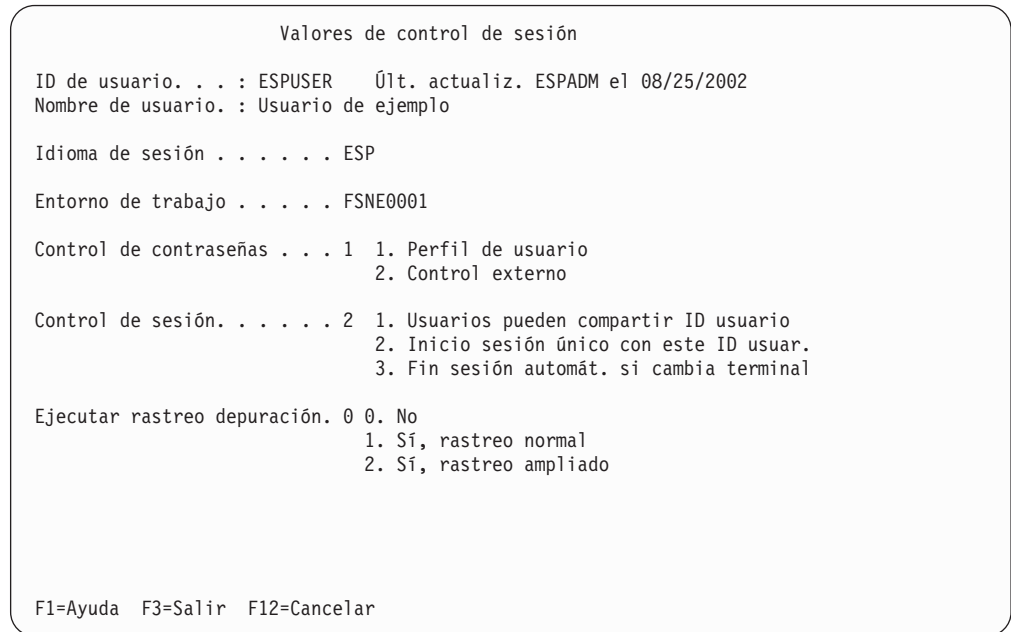 Valores de control de sesión
ID de usuario. . . : ESPUSER Últ. actualiz. ESPADM el 08/25/2002
Nombre de usuario. : Usuario de ejemplo
Idioma de sesión . . . . . . ESP
Entorno de trabajo . . . . . FSNE0001
Control de contraseñas . . . 1 1. Perfil de usuario
2. Control externo
Control de sesión. . . . . . 2 1. Usuarios pueden compartir ID usuario
2. Inicio sesión único con este ID usuar.
3. Fin sesión automát. si cambia terminal
Ejecutar rastreo depuración. 0 0. No
1. Sí, rastreo normal
2. Sí, rastreo ampliado
F1=Ayuda F3=Salir F12=Cancelar